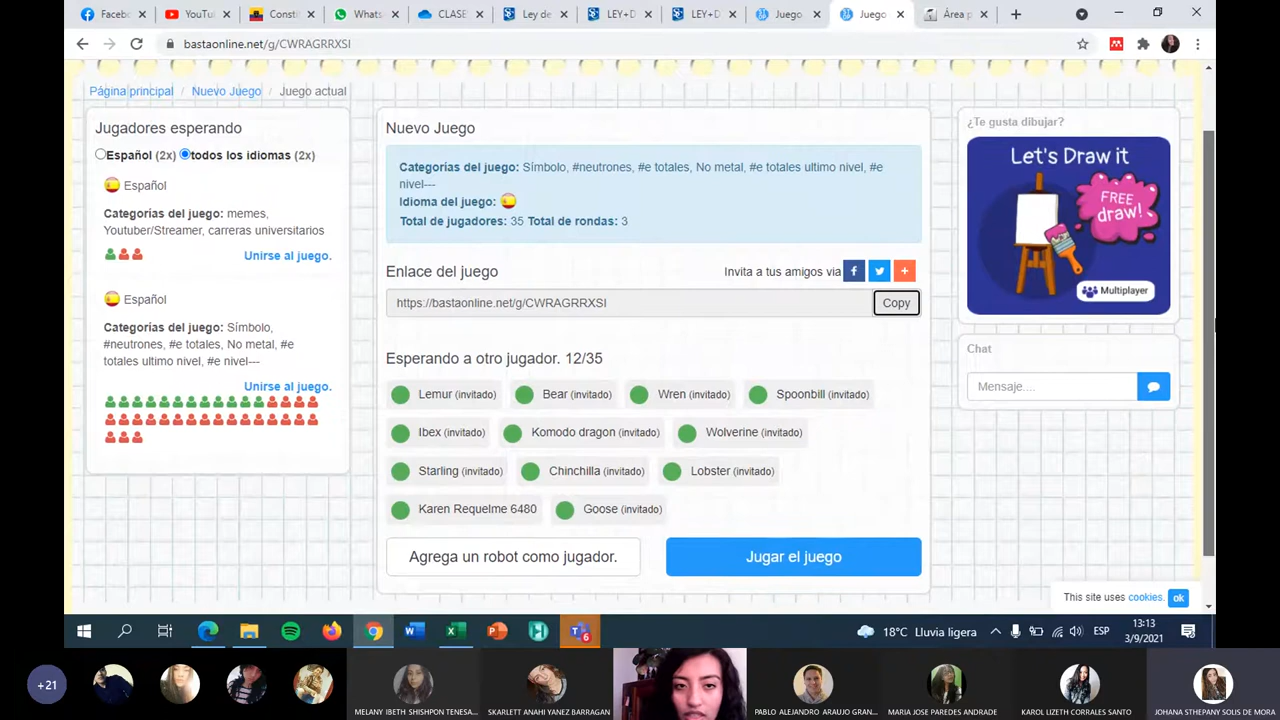 Faceb
YouTu
Constit
Whats
CLASE
Ley de
LEY+D
LEY+D
Juego
Juego
Área p
bastaonline.net/g/CWRAGRRXSI
Página principal / Nuevo Juego / Juego actual
Jugadores esperando
Español (2x) todos los idiomas (2x)
Español
Categorías del juego: memes,
Youtuber/Streamer, carreras universitarios
Unirse al juego.
Español
Categorías del juego: Símbolo,
#neutrones, #e totales, No metal, #e
totales ultimo nivel, #e nivel---
Unirse al juego.
Nuevo Juego
Categorías del juego: Símbolo, #neutrones, #e totales, No metal, #e totales ultimo nivel, #e
nivel---
Idioma del juego:
Total de jugadores: 35 Total de rondas: 3
Enlace del juego
Invita a tus amigos via
https://bastaonline.net/g/CWRAGRRXSI
Copy
Esperando a otro jugador. 12/35
Lemur (invitado) Bear (invitado) Wren (invitado) Spoonbill (invitado)
Ibex (invitado) Komodo dragon (invitado) Wolverine (invitado)
Starling (invitado) Chinchilla (invitado) Lobster (invitado)
Karen Requelme 6480 Goose (invitado)
Agrega un robot como jugador.
Jugar el juego
¿Te gusta dibujar?
Let's Draw it
FREE
draw!
Multiplayer
Chat
Mensaje....
This site uses cookies. ok
18°C Lluvia ligera
ESP
13:13
3/9/2021
+21
MELANY IBETH SHISHPON TENESA...
SKARLETT ANAHI YANEZ BARRAGAN
PABLO ALEJANDRO ARAUJO GRAN...
MARIA JOSE PAREDES ANDRADE
KAROL LIZETH CORRALES SANTO
JOHANA STHEPANY SOLIS DE MORA